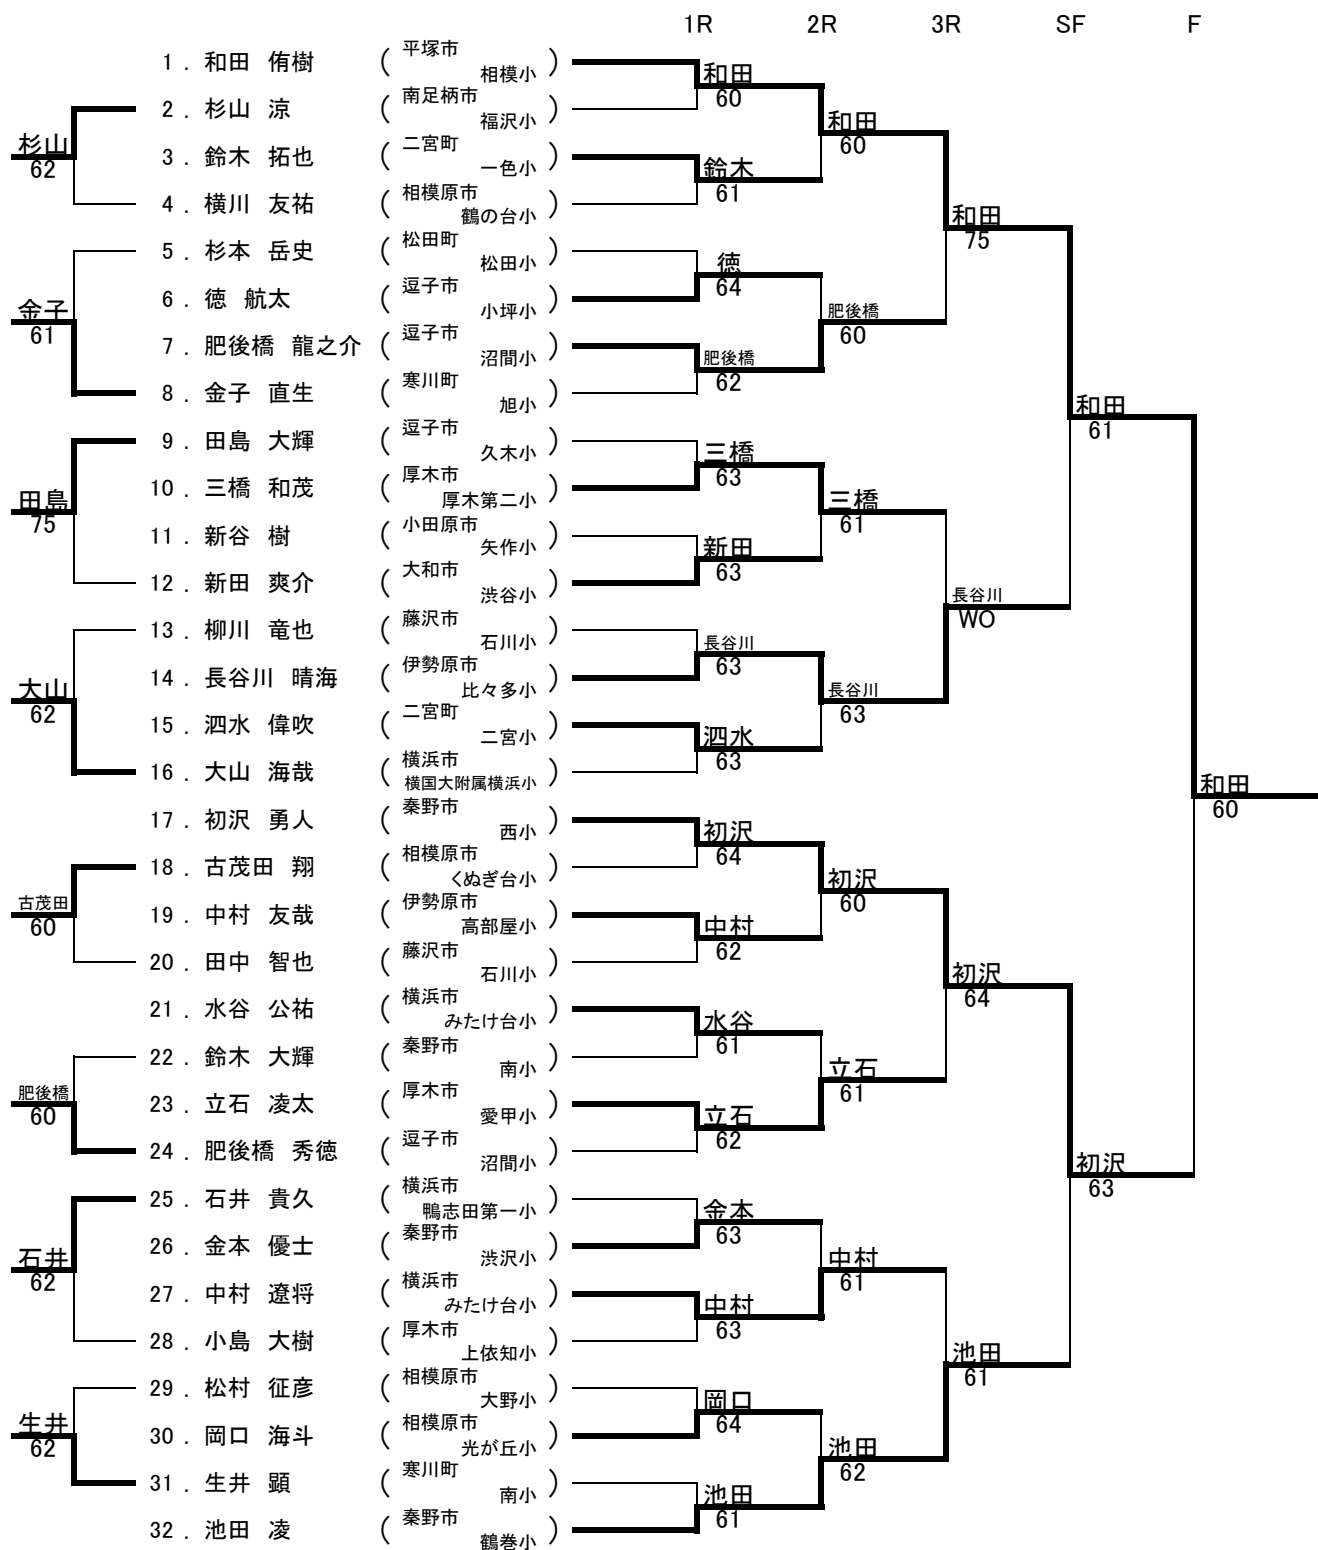 1R 2R 3R SF F
1 . 和田 侑樹 ( 平塚市 相模小 )
2 . 杉山 涼 ( 南足柄市 福沢小 )
3 . 鈴木 拓也 ( 二宮町 一色小 )
4 . 横川 友祐 ( 相模原市 鶴の台小 )
5 . 杉本 岳史 ( 松田町 松田小 )
6 . 徳 航太 ( 逗子市 小坪小 )
7 . 肥後橋 龍之介 ( 逗子市 沼間小 )
8 . 金子 直生 ( 寒川町 旭小 )
9 . 田島 大輝 ( 逗子市 久木小 )
10 . 三橋 和茂 ( 厚木市 厚木第二小 )
11 . 新谷 樹 ( 小田原市 矢作小 )
12 . 新田 爽介 ( 大和市 渋谷小 )
13 . 柳川 竜也 ( 藤沢市 石川小 )
14 . 長谷川 晴海 ( 伊勢原市 比々多小 )
15 . 泗水 偉吹 ( 二宮町 二宮小 )
16 . 大山 海哉 ( 横浜市 横国大附属横浜小 )
17 . 初沢 勇人 ( 秦野市 西小 )
18 . 古茂田 翔 ( 相模原市 くぬぎ台小 )
19 . 中村 友哉 ( 伊勢原市 高部屋小 )
20 . 田中 智也 ( 藤沢市 石川小 )
21 . 水谷 公祐 ( 横浜市 みたけ台小 )
22 . 鈴木 大輝 ( 秦野市 南小 )
23 . 立石 凌太 ( 厚木市 愛甲小 )
24 . 肥後橋 秀徳 ( 逗子市 沼間小 )
25 . 石井 貴久 ( 横浜市 鴨志田第一小 )
26 . 金本 優士 ( 秦野市 渋沢小 )
27 . 中村 遼将 ( 横浜市 みたけ台小 )
28 . 小島 大樹 ( 厚木市 上依知小 )
29 . 松村 征彦 ( 相模原市 大野小 )
30 . 岡口 海斗 ( 相模原市 光が丘小 )
31 . 生井 顕 ( 寒川町 南小 )
32 . 池田 凌 ( 秦野市 鶴巻小 )
杉山
62
金子
61
田島
75
大山
62
古茂田
60
肥後橋
60
石井
62
生井
62
和田
60
鈴木
61
徳
64
肥後橋
62
三橋
63
新田
63
長谷川
63
泗水
63
初沢
64
中村
62
水谷
61
立石
62
金本
63
中村
63
岡口
64
池田
61
和田
60
肥後橋
60
三橋
61
長谷川
63
初沢
60
立石
61
中村
61
池田
62
和田
75
長谷川
WO
初沢
64
池田
61
和田
61
初沢
63
和田
60